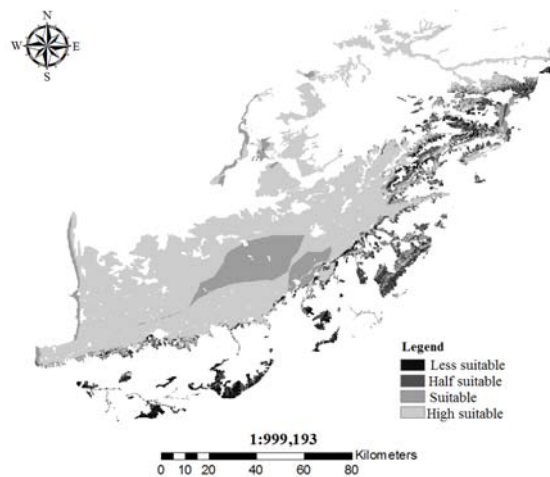 N
W E
S
Legend
Less suitable
Half suitable
Suitable
High suitable
1:999,193
Kilometers
0 10 20 40 60 80